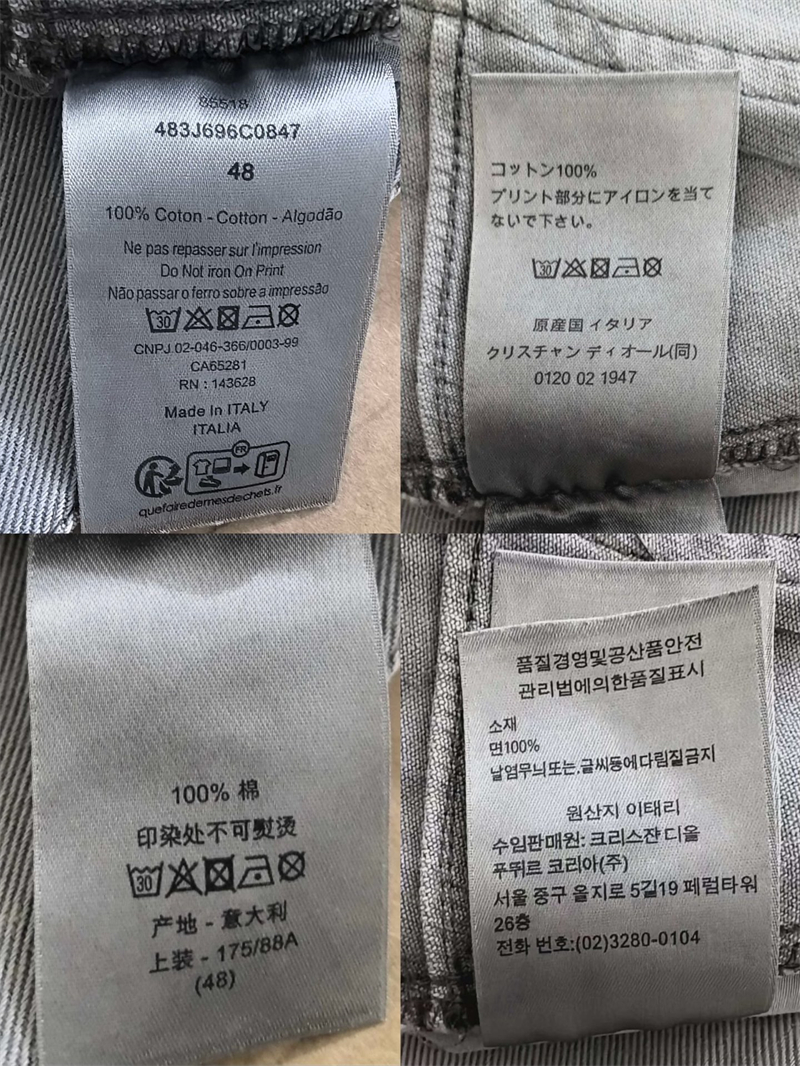 85518
483J696C0847
48
100% Coton - Cotton - Algodão
Ne pas repasser sur l'impression
Do Not iron On Print
Não passar o ferro sobre a impressão
30
CNPJ 02-046-366/0003-99
CA65281
RN : 143628
Made In ITALY
ITALIA
FR
quefairedemesdechets.fr
コットン100%
プリント部分にアイロンを当て
ないで下さい。
30
原産国 イタリア
クリスチャン ディオール(同)
0120 02 1947
100% 棉
印染处不可熨烫
30
产地 - 意大利
上装 - 175/88A
(48)
품질경영및공산품안전
관리법에의한품질표시
소재
면100%
날염무늬또는.글씨등에다림질금지
원산지 이태리
수입판매원: 크리스챤 디올
푸뛰르 코리아(주)
서울 중구 을지로 5길19 페럼타워
26층
전화 번호:(02)3280-0104